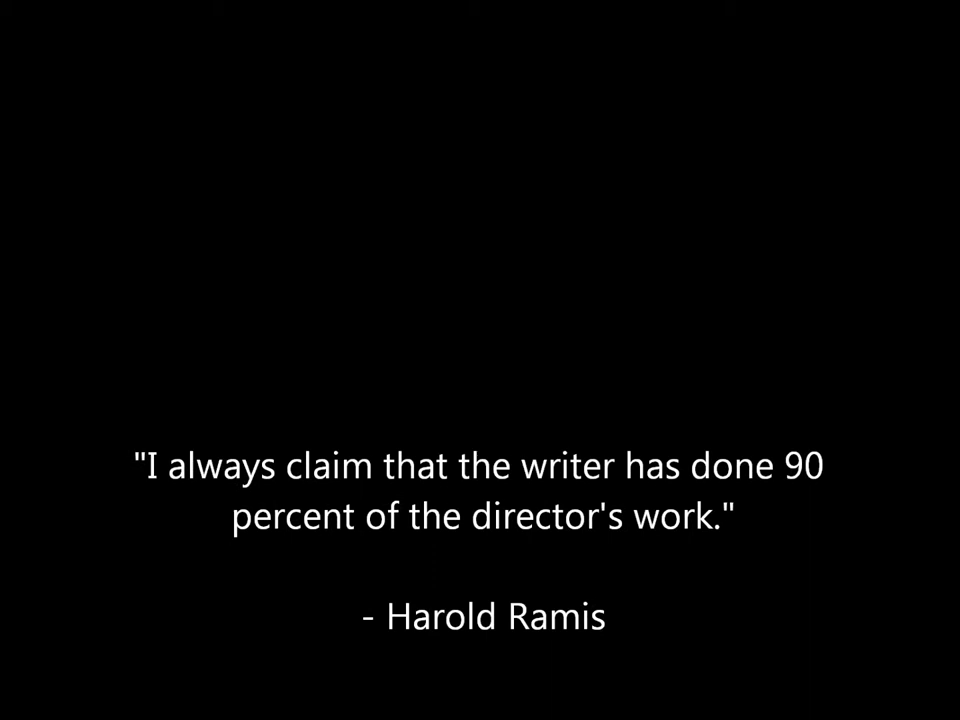 "I always claim that the writer has done 90
percent of the director's work."
- Harold Ramis